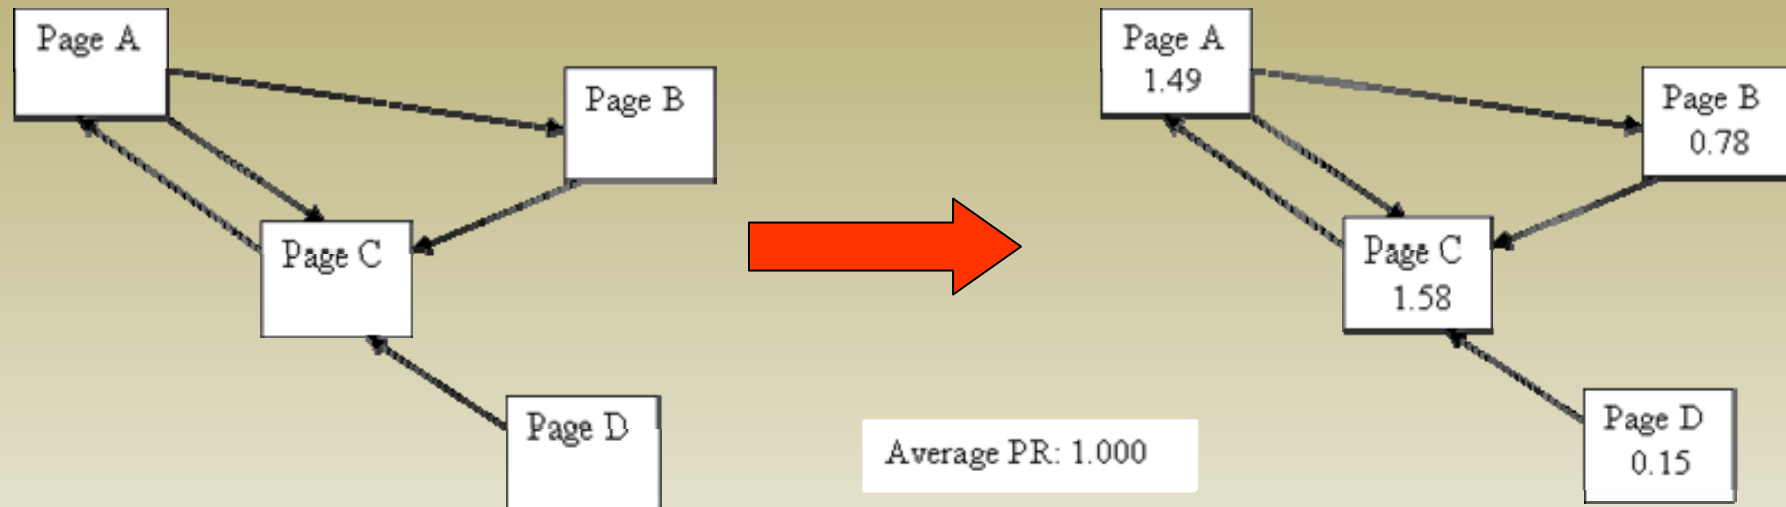 Page A
Page B
Page C
Page D
Average PR: 1.000
Page A
1.49
Page B
0.78
Page C
1.58
Page D
0.15